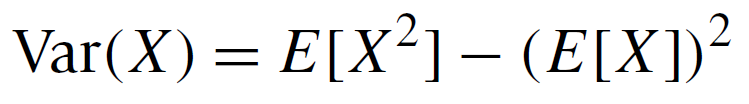 Var(X) = E[X²] − (E[X])²